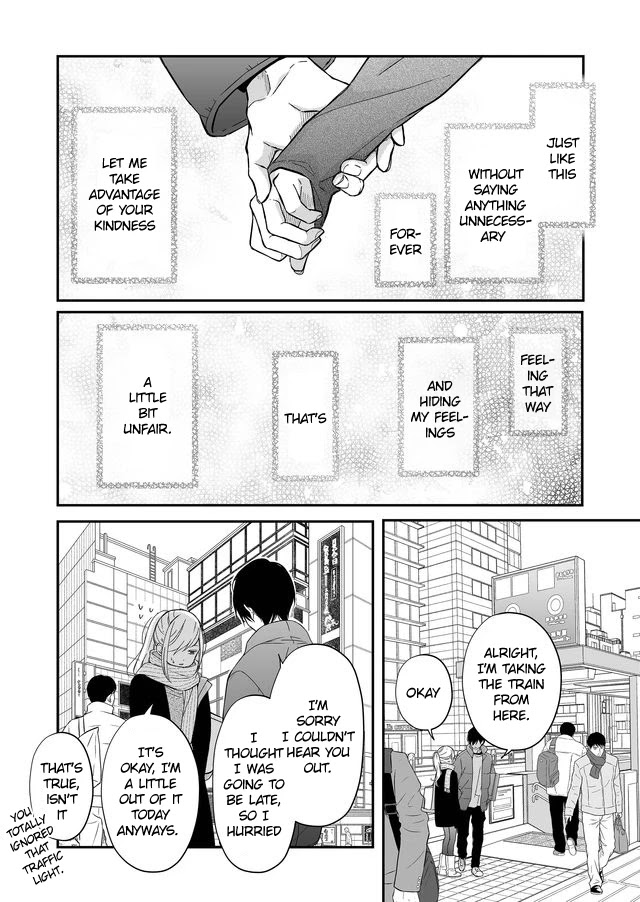 JUST
LIKE
THIS
WITHOUT
SAYING
ANYTHING
UNNECESS-
ARY
FOR-
EVER
LET ME
TAKE
ADVANTAGE
OF YOUR
KINDNESS
FEEL-
ING
THAT
WAY
AND
HIDING
MY FEEL-
INGS
THAT'S
A
LITTLE
BIT
UNFAIR.
ALRIGHT,
I'M TAKING
THE TRAIN
FROM
HERE.
OKAY
I'M
SORRY
I COULDN'T
HEAR YOU
OUT.
I
THOUGHT
I WAS
GOING TO
BE LATE,
SO I
HURRIED
IT'S
OKAY, I'M
A LITTLE
OUT OF IT
TODAY
ANYWAYS.
THAT'S
TRUE,
ISN'T
IT
YOU
TOTALLY
IGNORED
THAT
TRAFFIC
LIGHT.